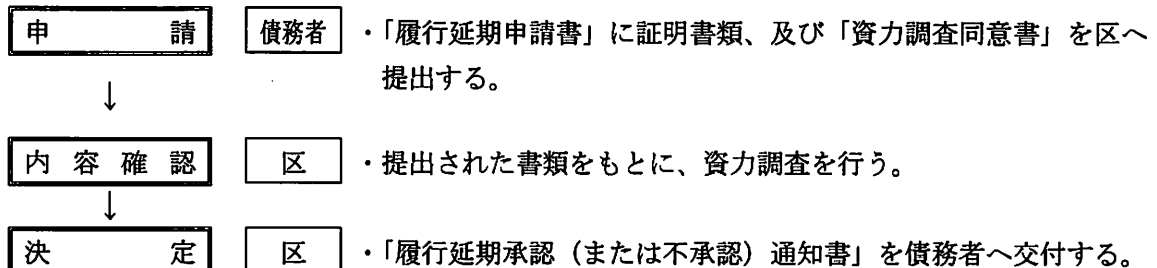 申請 債務者 ・「履行延期申請書」に証明書類、及び「資力調査同意書」を区へ
提出する。
↓
内容確認 区 ・提出された書類をもとに、資力調査を行う。
↓
決定 区 ・「履行延期承認（または不承認）通知書」を債務者へ交付する。